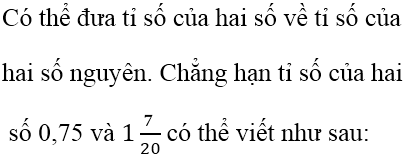 Có thể đưa tỉ số của hai số về tỉ số của
hai số nguyên. Chẳng hạn tỉ số của hai
số 0,75 và 1 7/20 có thể viết như sau: